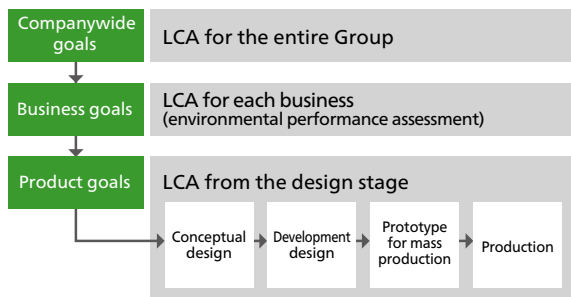 Companywide
goals
LCA for the entire Group
Business goals
LCA for each business
(environmental performance assessment)
Product goals
LCA from the design stage
Conceptual
design
Development
design
Prototype
for mass
production
Production